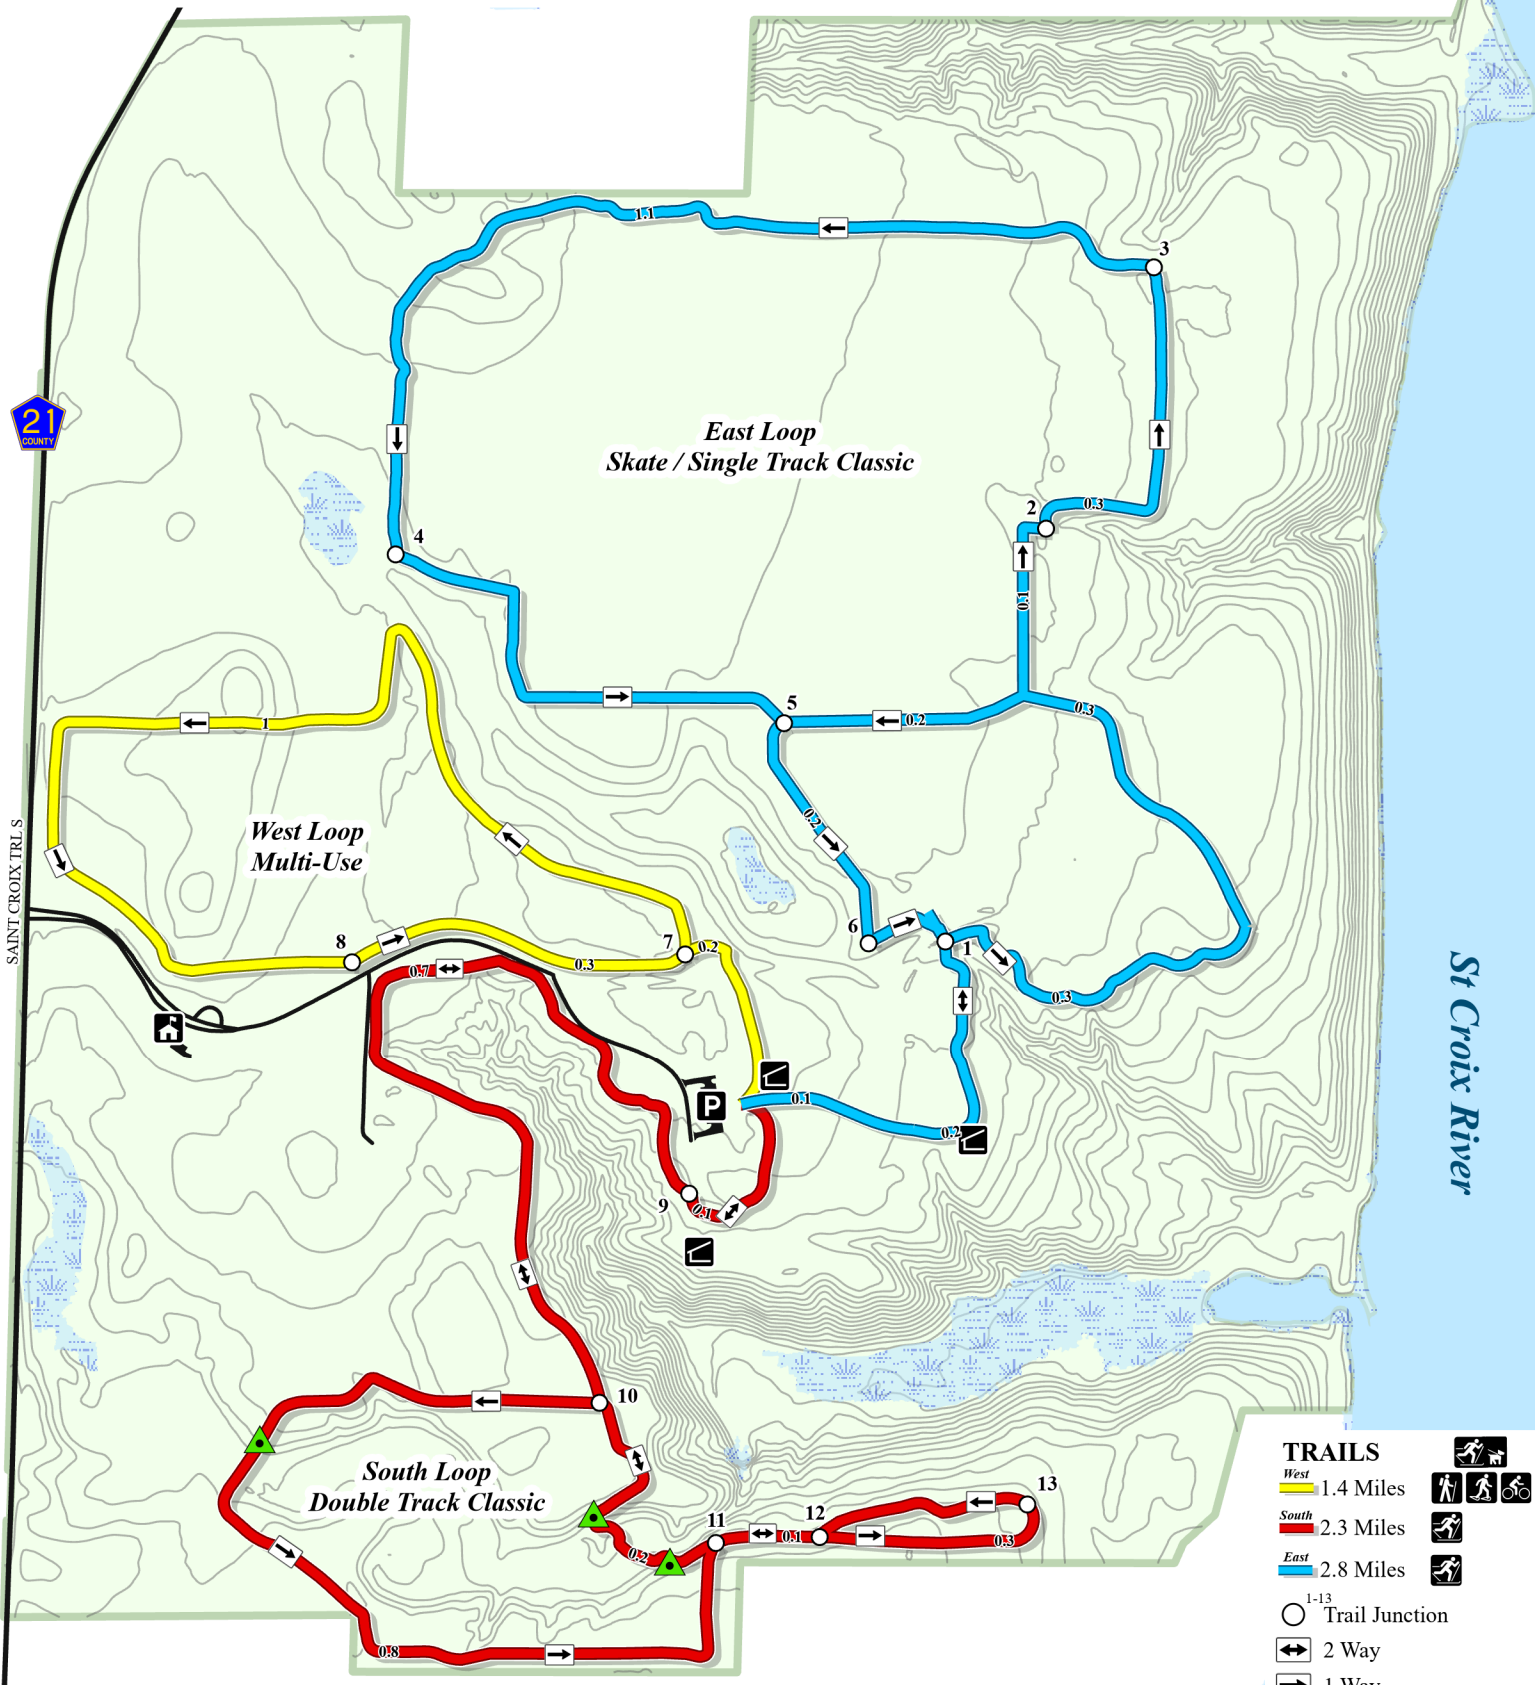 1.1
3
21
COUNTY
East Loop
Skate / Single Track Classic
2
0.3
4
0.1
5
0.2
0.3
1
West Loop
Multi-Use
0.2
SAINT CROIX TRL S
6
1
8
7
0.2
0.3
0.7
0.3
St Croix River
P
0.1
0.2
9
0.1
10
South Loop
Double Track Classic
11
12
13
0.2
0.1
0.3
0.8
TRAILS
West
1.4 Miles
South
2.3 Miles
East
2.8 Miles
1-13
Trail Junction
2 Way
1 Way